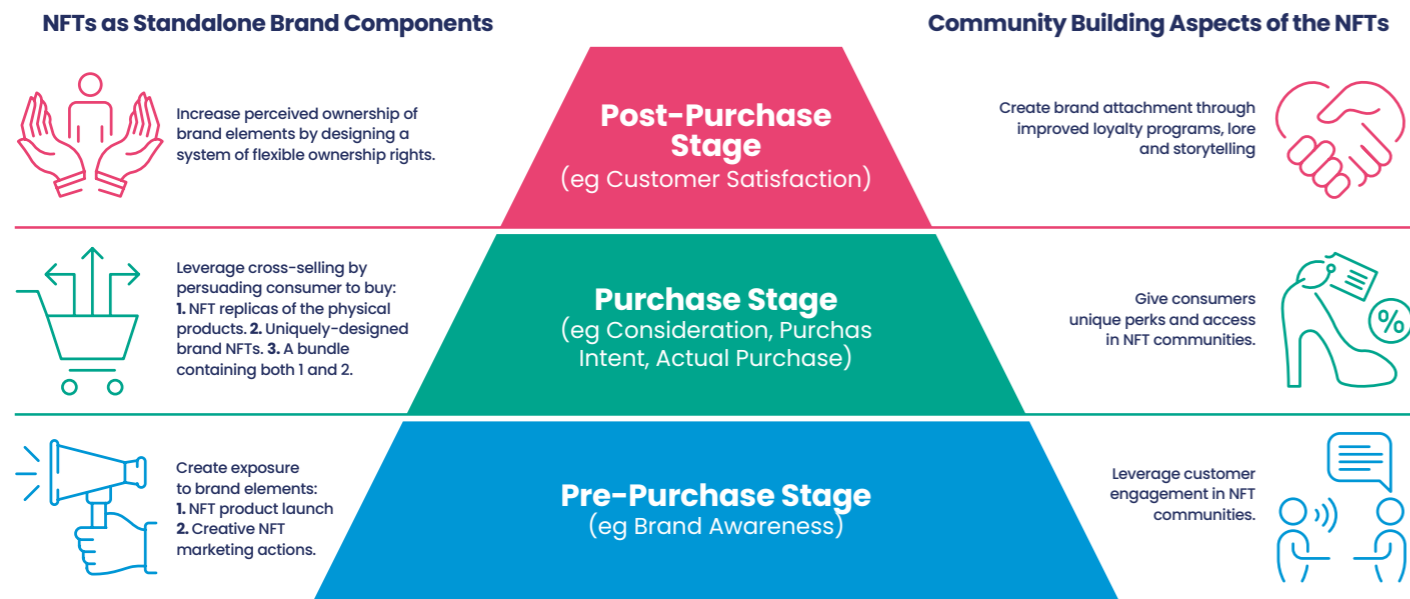 NFTs as Standalone Brand Components
Community Building Aspects of the NFTs
Increase perceived ownership of
brand elements by designing a
system of flexible ownership rights.
Post-Purchase
Stage
(eg Customer Satisfaction)
Create brand attachment through
improved loyalty programs, lore
and storytelling
Leverage cross-selling by
persuading consumer to buy:
1. NFT replicas of the physical
products. 2. Uniquely-designed
brand NFTs. 3. A bundle
containing both 1 and 2.
Purchase Stage
(eg Consideration, Purchas
Intent, Actual Purchase)
Give consumers
unique perks and access
in NFT communities.
%
Create exposure
to brand elements:
1. NFT product launch
2. Creative NFT
marketing actions.
Pre-Purchase Stage
(eg Brand Awareness)
Leverage customer
engagement in NFT
communities.